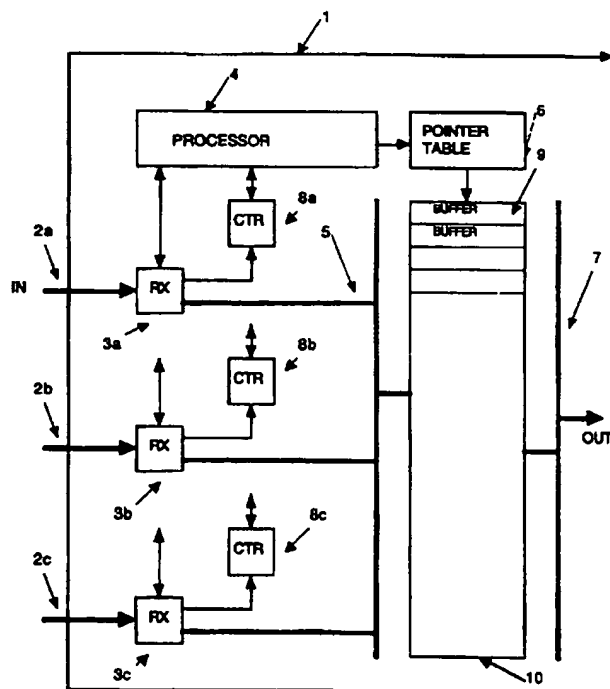 1
4
PROCESSOR
POINTER
TABLE
6
9
BUFFER
BUFFER
CTR
8a
5
2a
IN
RX
3a
7
CTR
8b
2b
RX
3b
OUT
CTR
8c
2c
RX
3c
10